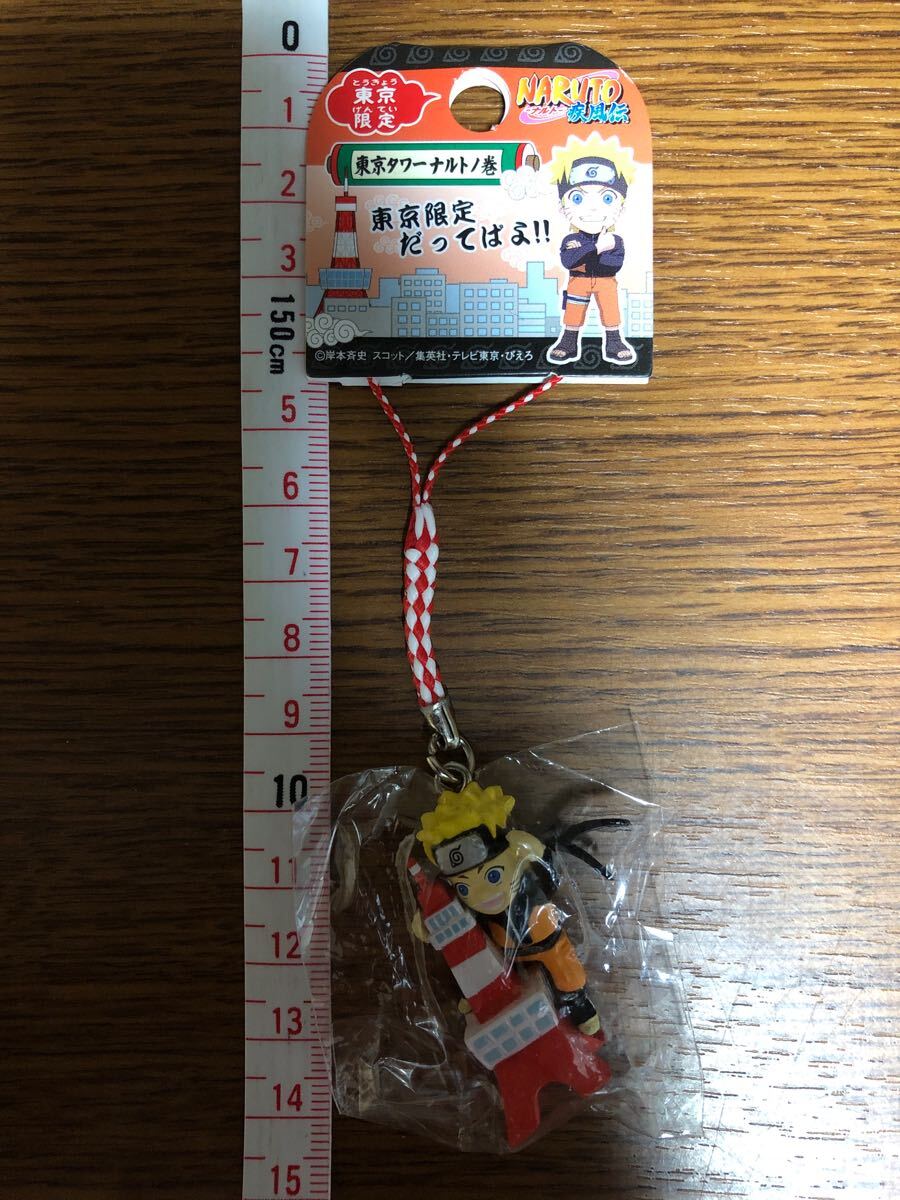 0
1
2
3
150cm
5
6
7
8
9
10
11
12
13
14
15
とうきょう
東京
げんてい
限定
NARUTO
ナルト
疾風伝
東京タワーナルトノ巻
東京限定
だってばよ!!
©岸本斉史 スコット/集英社・テレビ東京・ぴえろ